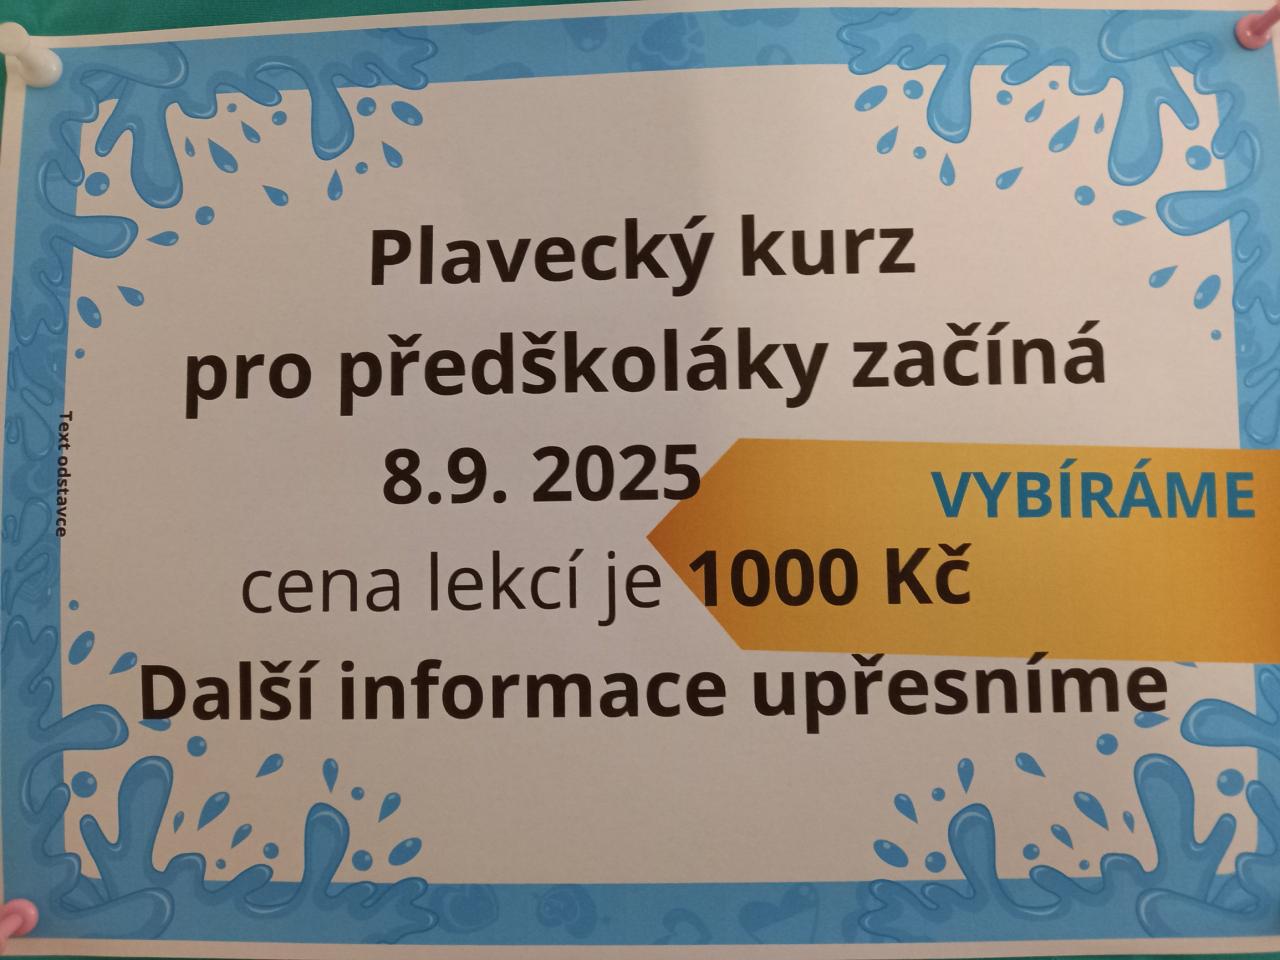 Plavecký kurz
pro předškoláky začíná
8.9. 2025
VYBÍRÁME
cena lekcí je 1000 Kč
Další informace upřesníme
Text odstavce